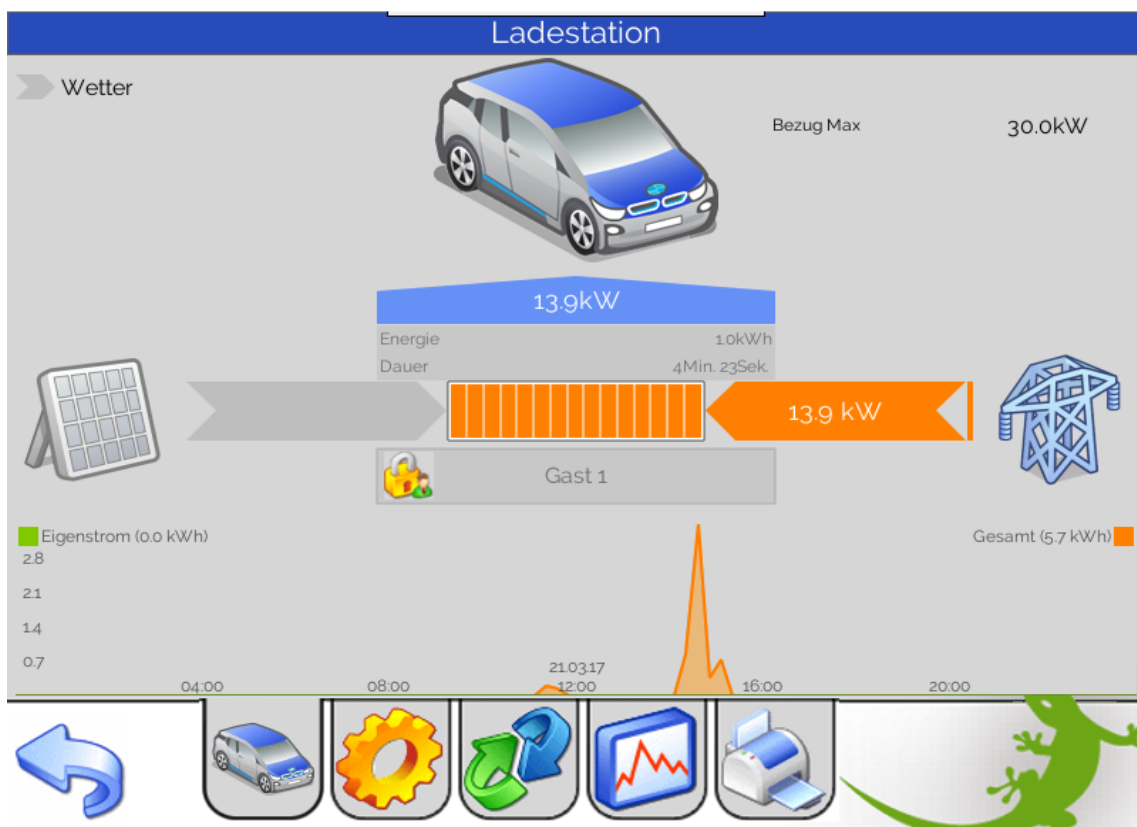 Ladestation
Wetter
Bezug Max 30.0kW
13.9kW
Energie 1.0kWh
Dauer 4Min. 23Sek.
13.9 kW
Gast 1
Eigenstrom (0.0 kWh) Gesamt (5.7 kWh)
2.8
2.1
1.4
0.7
21.03.17
04:00 08:00 12:00 16:00 20:00